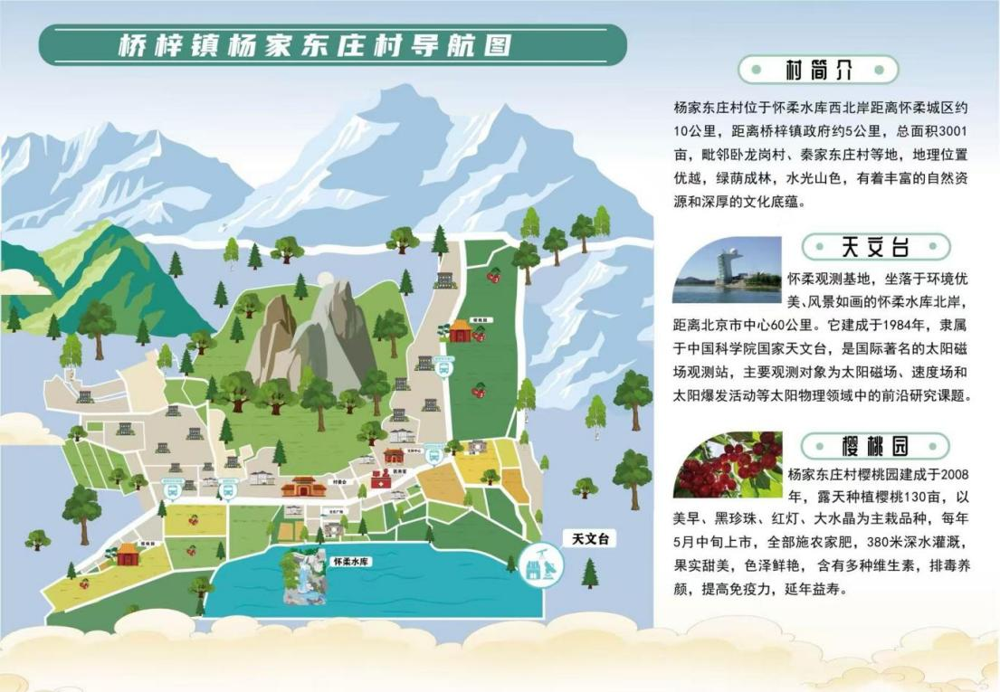 桥梓镇杨家东庄村导航图
村简介
杨家东庄村位于怀柔水库西北岸距离怀柔城区约
10公里，距离桥梓镇政府约5公里，总面积3001
亩，毗邻卧龙岗村、秦家东庄村等地，地理位置
优越，绿荫成林，水光山色，有着丰富的自然资
源和深厚的文化底蕴。
天文台
怀柔观测基地，坐落于环境优
美、风景如画的怀柔水库北岸，
距离北京市中心60公里。它建成于1984年，隶属
于中国科学院国家天文台，是国际著名的太阳磁
场观测站，主要观测对象为太阳磁场、速度场和
太阳爆发活动等太阳物理领域中的前沿研究课题。
樱桃园
杨家东庄村樱桃园建成于2008
年，露天种植樱桃130亩，以
美早、黑珍珠、红灯、大水晶为主栽品种，每年
5月中旬上市，全部施农家肥，380米深水灌溉，
果实甜美，色泽鲜艳，含有多种维生素，排毒养
颜，提高免疫力，延年益寿。
樱桃园
医务室
村委会
樱桃园
天文台
怀柔水库